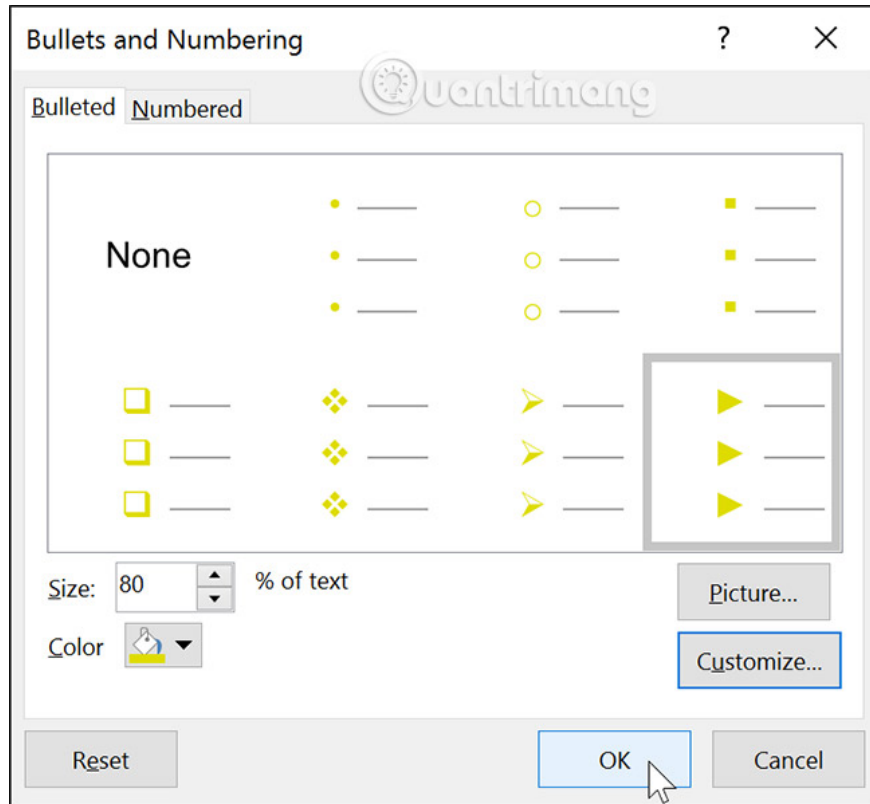 Bullets and Numbering
Quantrimang
Bulleted Numbered
None
Size: 80 % of text
Picture...
Color
Customize...
Reset OK Cancel